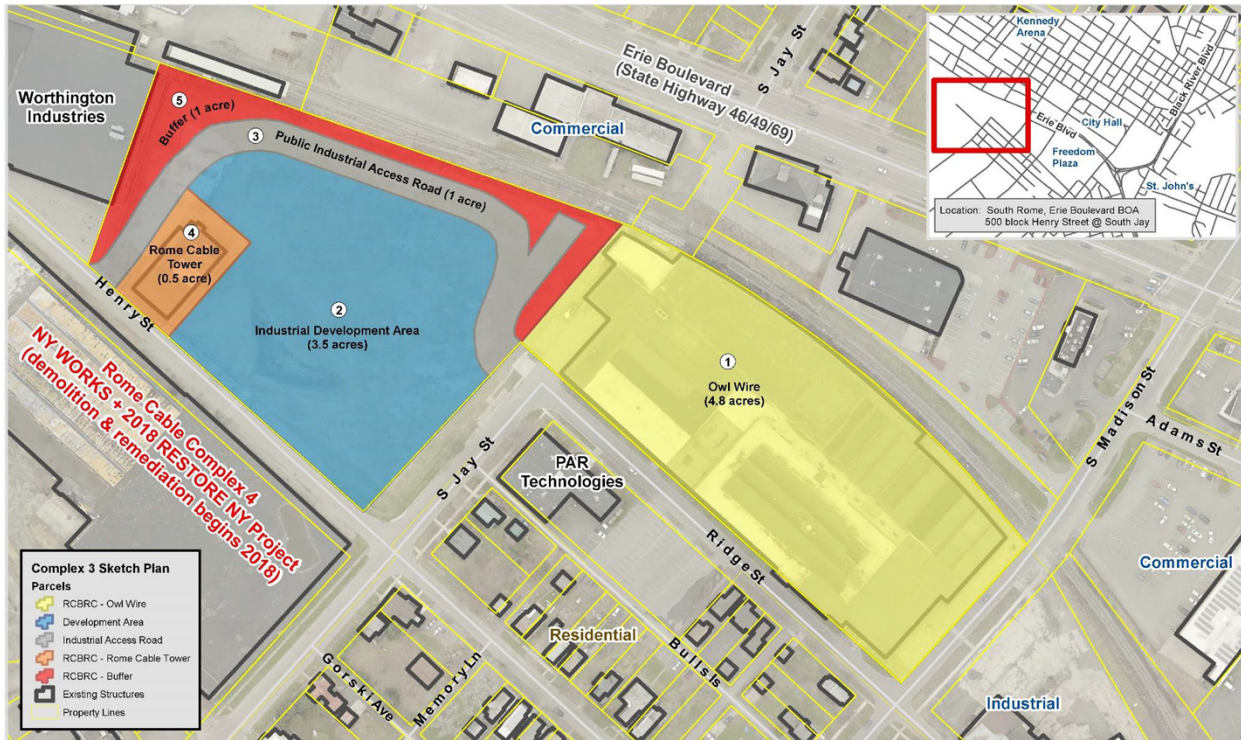 Worthington
Industries
5
Buffer (1 acre)
3
Public Industrial Access Road (1 acre)
4
Rome Cable
Tower
(0.5 acre)
2
Industrial Development Area
(3.5 acres)
1
Owl Wire
(4.8 acres)
Commercial
Erie Boulevard
(State Highway 46/49/69)
S Jay St
Henry St
Rome Cable Complex 4
NY WORKS + 2018 RESTORE NY Project
(demolition & remediation begins 2018)
S Jay St
PAR
Technologies
Ridge St
S Madison St
Adams St
Commercial
Residential
Bulls Is
Gorski Ave
Memory Ln
Industrial
Kennedy
Arena
Black River Blvd
Erie Blvd
City Hall
Freedom
Plaza
St. John's
Location: South Rome, Erie Boulevard BOA
500 block Henry Street @ South Jay
Complex 3 Sketch Plan
Parcels
RCBRC - Owl Wire
Development Area
Industrial Access Road
RCBRC - Rome Cable Tower
RCBRC - Buffer
Existing Structures
Property Lines